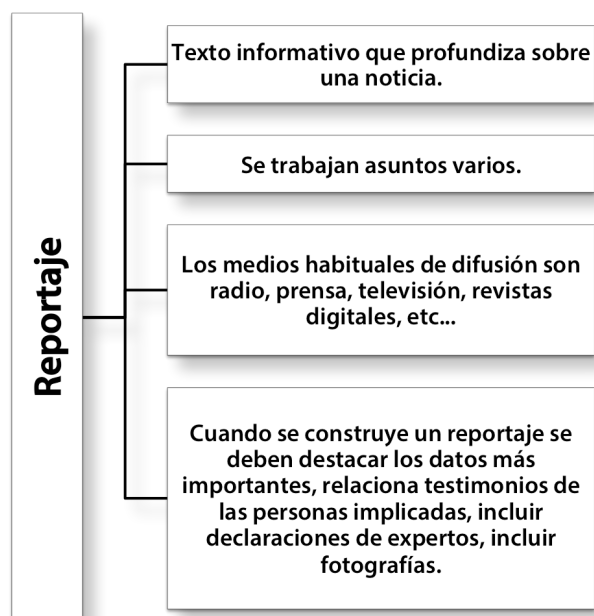 Reportaje
Texto informativo que profundiza sobre
una noticia.
Se trabajan asuntos varios.
Los medios habituales de difusión son
radio, prensa, televisión, revistas
digitales, etc...
Cuando se construye un reportaje se
deben destacar los datos más
importantes, relaciona testimonios de
las personas implicadas, incluir
declaraciones de expertos, incluir
fotografías.